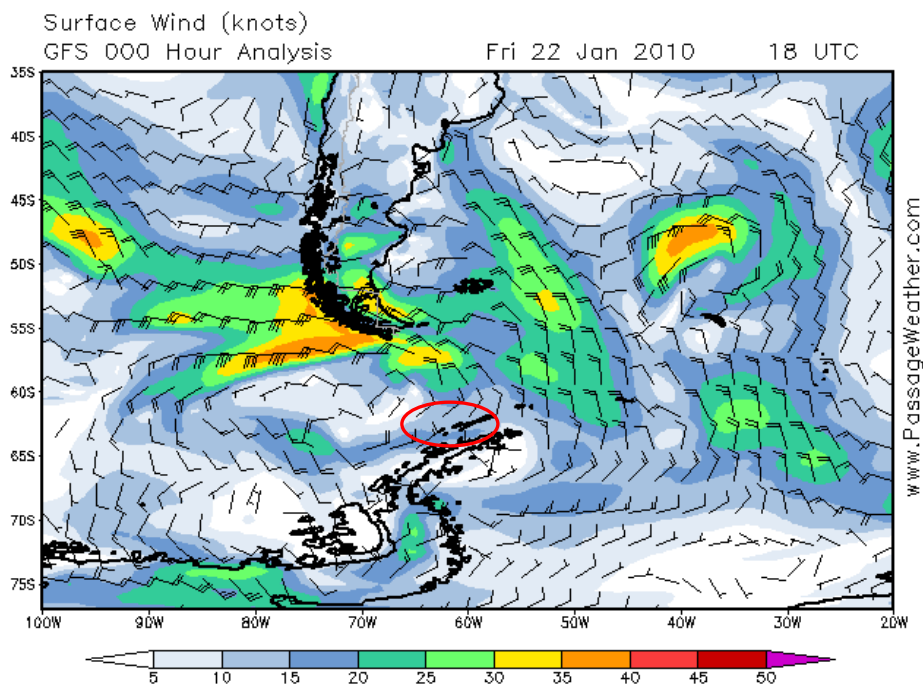 Surface Wind (knots)
GFS 000 Hour Analysis Fri 22 Jan 2010 18 UTC
35S
40S
45S
50S
55S
60S
65S
70S
75S
100W 90W 80W 70W 60W 50W 40W 30W 20W
5 10 15 20 25 30 35 40 45 50
www.PassageWeather.com